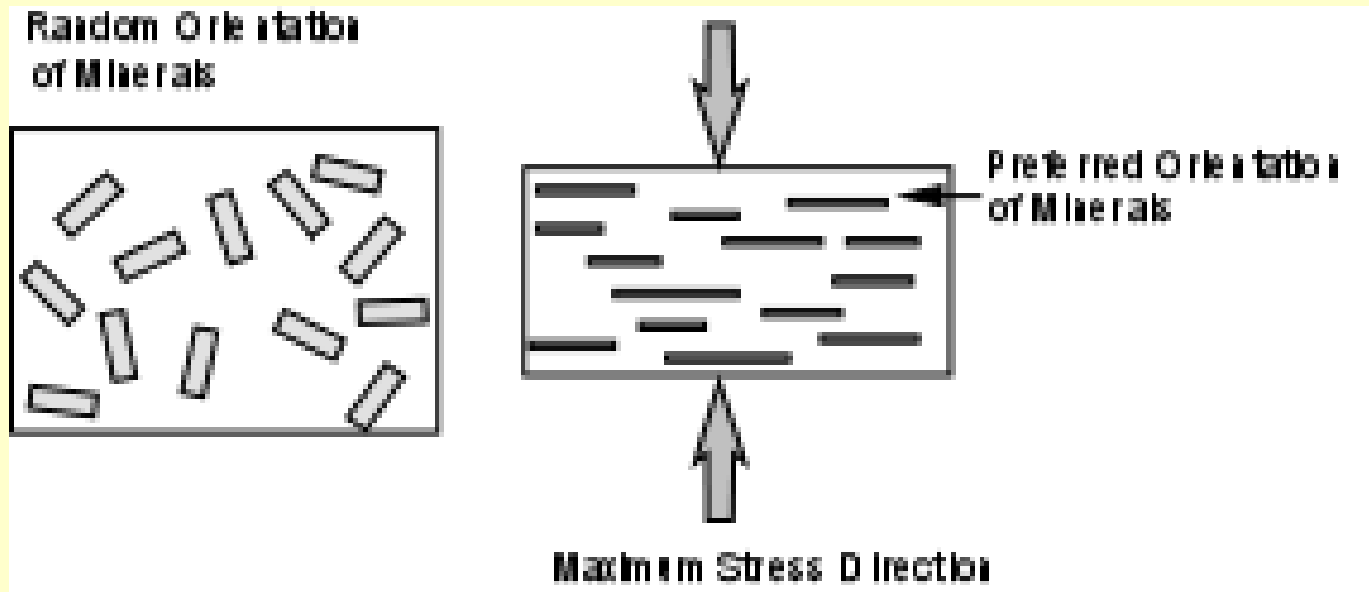 Random Orientation
of Minerals
Preferred Orientation
of Minerals
Maximum Stress Direction